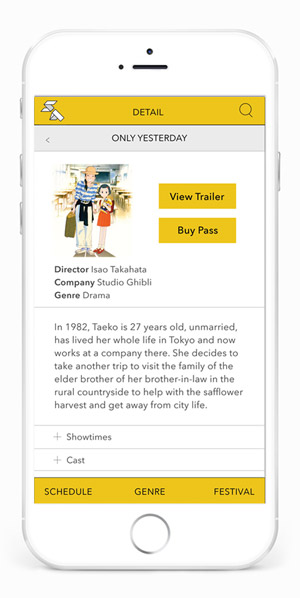 DETAIL
ONLY YESTERDAY
View Trailer
Buy Pass
Director Isao Takahata
Company Studio Ghibli
Genre Drama
In 1982, Taeko is 27 years old, unmarried,
has lived her whole life in Tokyo and now
works at a company there. She decides to
take another trip to visit the family of the
elder brother of her brother-in-law in the
rural countryside to help with the safflower
harvest and get away from city life.
Showtimes
Cast
SCHEDULE GENRE FESTIVAL